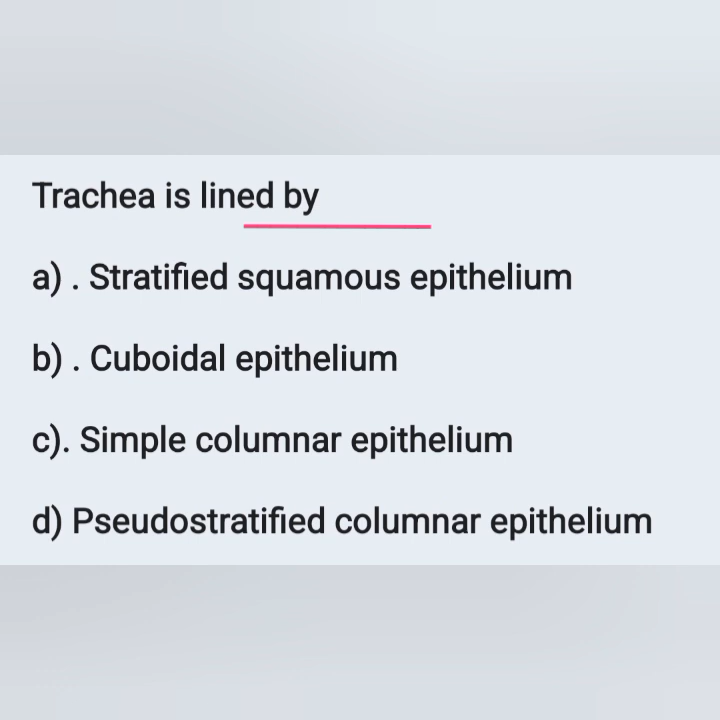 Trachea is lined by
a) . Stratified squamous epithelium
b) . Cuboidal epithelium
c). Simple columnar epithelium
d) Pseudostratified columnar epithelium